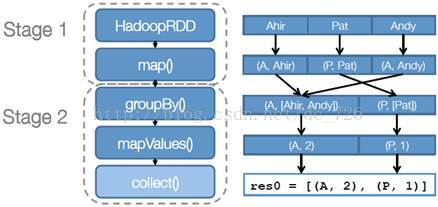 Stage 1
HadoopRDD
map()
Stage 2
groupBy()
mapValues()
collect()
Ahir
Pat
Andy
(A, Ahir)
(P, Pat)
(A, Andy)
(A, [Ahir, Andy])
(P, [Pat])
(A, 2)
(P, 1)
res0 = [(A, 2), (P, 1)]